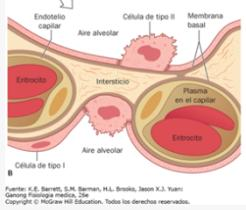 Endotelio
capilar
Aire alveolar
Célula de tipo II
Membrana
basal
Eritrocito
Intersticio
Plasma
en el capilar
Eritrocito
Aire alveolar
Célula de tipo I
B
Fuente: K.E. Barrett, S.M. Barman, H.L. Brooks, Jason X.J. Yuan:
Ganong Fisiología médica, 26e
Copyright © McGraw Hill Education. Todos los derechos reservados.